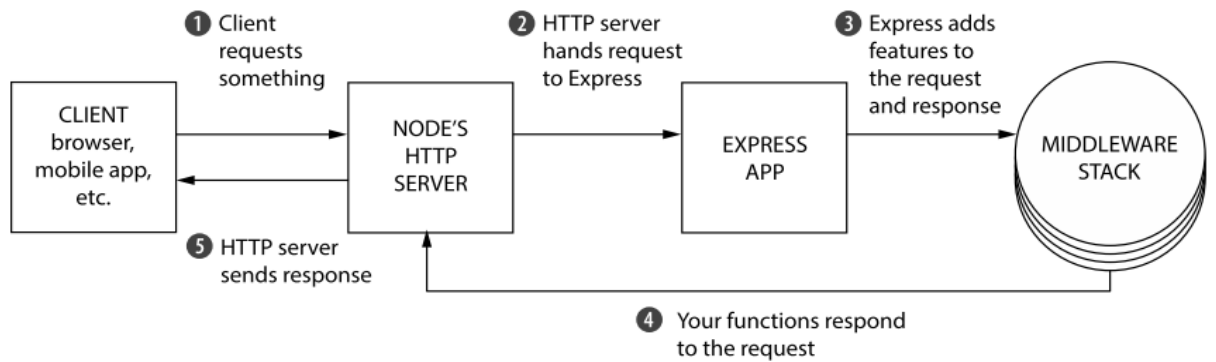 1 Client
requests
something
2 HTTP server
hands request
to Express
3 Express adds
features to
the request
and response
CLIENT
browser,
mobile app,
etc.
NODE'S
HTTP
SERVER
EXPRESS
APP
MIDDLEWARE
STACK
5 HTTP server
sends response
4 Your functions respond
to the request